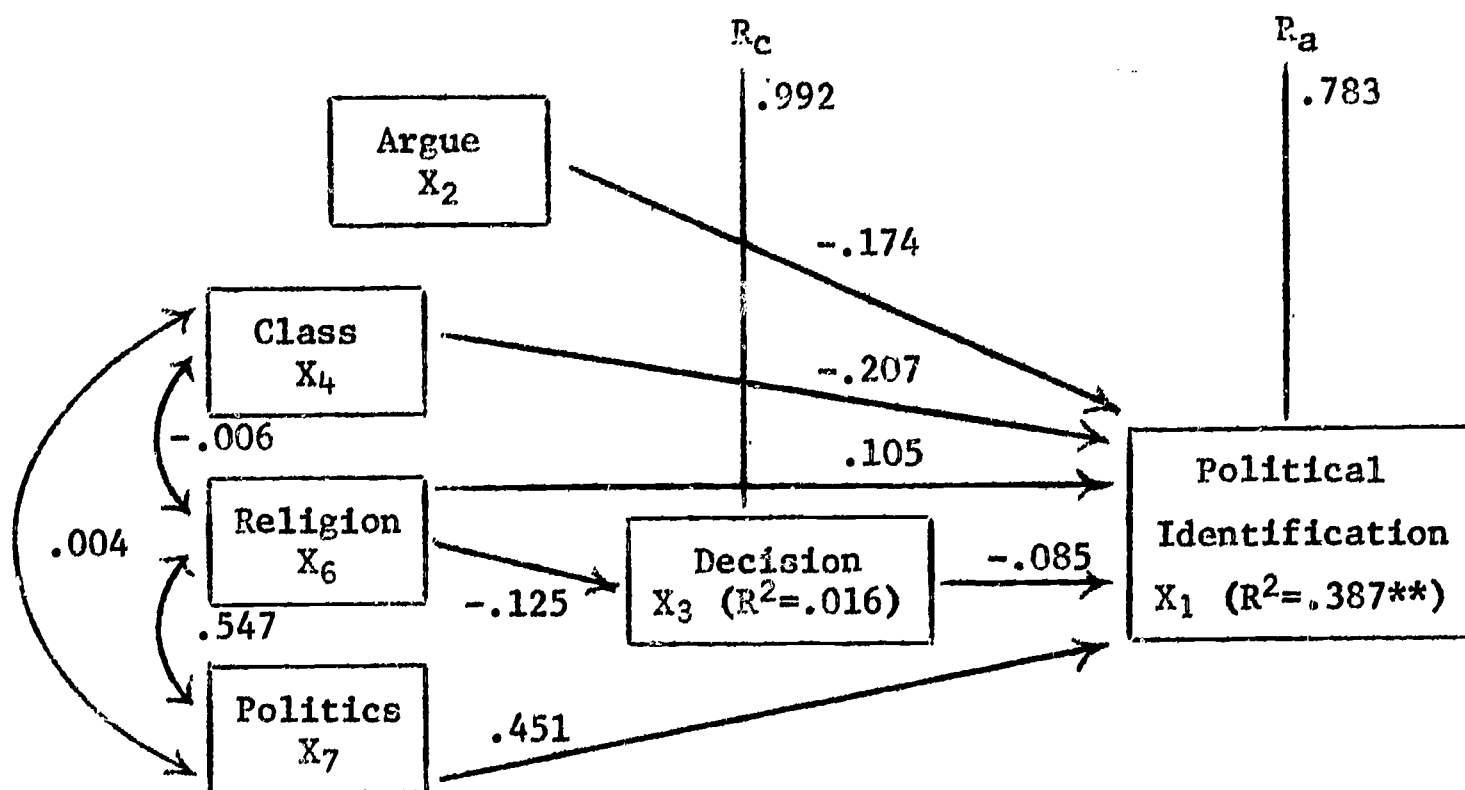 Rc
Ra
.992
.783
Argue
X2
-.174
Class
X4
-.207
-.006
.105
Religion
X6
.004
-.125
Decision
X3 (R2=.016)
-.085
Political
Identification
X1 (R2=.387**)
.547
Politics
X7
.451